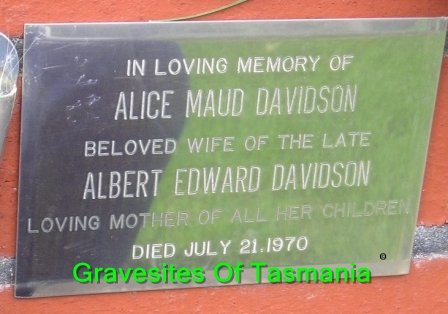 IN LOVING MEMORY OF
ALICE MAUD DAVIDSON
BELOVED WIFE OF THE LATE
ALBERT EDWARD DAVIDSON
LOVING MOTHER OF ALL HER CHILDREN
DIED JULY 21.1970
Gravesites Of Tasmania